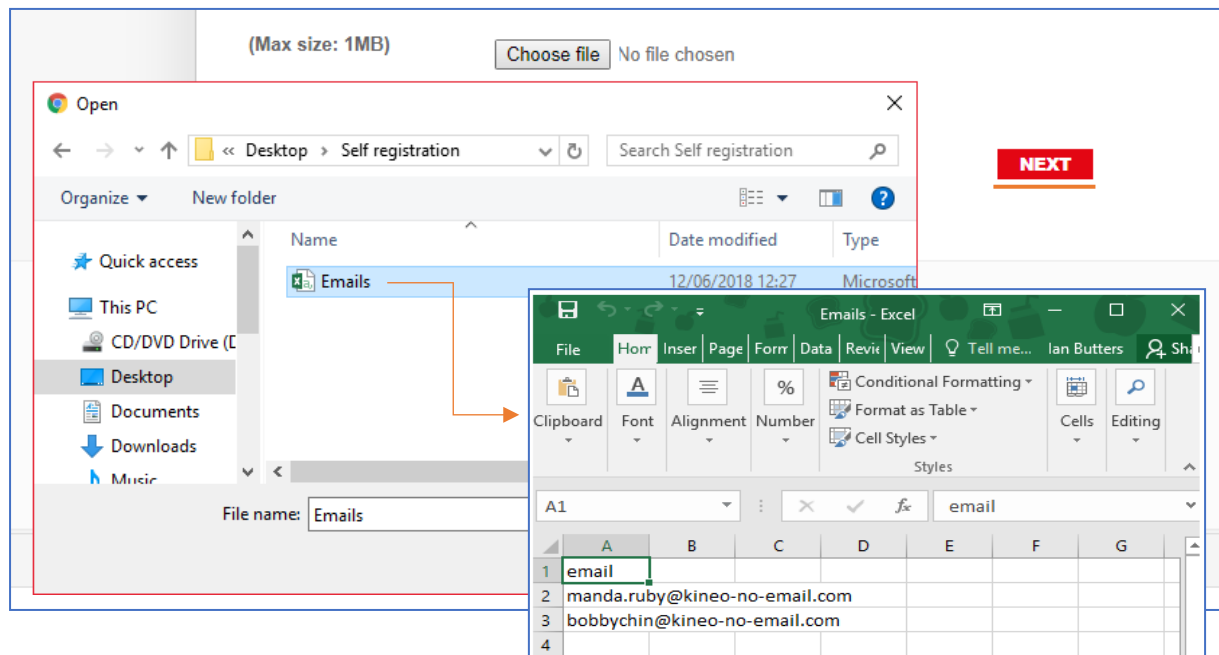 (Max size: 1MB)
Choose file No file chosen
Open
« Desktop › Self registration
Search Self registration
NEXT
Organize
New folder
Name
Date modified
Type
Quick access
Emails
12/06/2018 12:27
Microsoft
This PC
CD/DVD Drive (D
Desktop
Documents
Downloads
Music
File name: Emails
Emails - Excel
File
Hom
Inser
Page
Form
Data
Revie
View
Tell me...
Ian Butters
Sha
Clipboard
Font
Alignment
Number
Conditional Formatting
Format as Table
Cell Styles
Styles
Cells
Editing
A1
fx
email
A B C D E F G
1 email
2 manda.ruby@kineo-no-email.com
3 bobbychin@kineo-no-email.com
4